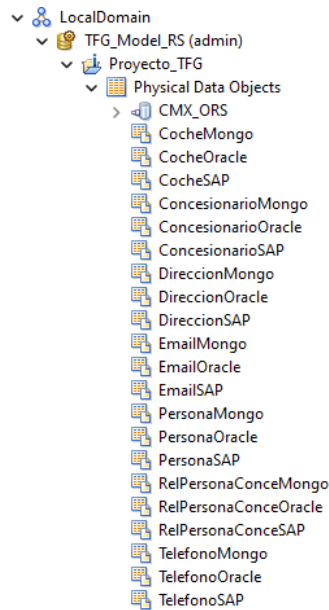 LocalDomain
TFG_Model_RS (admin)
Proyecto_TFG
Physical Data Objects
CMX_ORS
CocheMongo
CocheOracle
CocheSAP
ConcesionarioMongo
ConcesionarioOracle
ConcesionarioSAP
DireccionMongo
DireccionOracle
DireccionSAP
EmailMongo
EmailOracle
EmailSAP
PersonaMongo
PersonaOracle
PersonaSAP
RelPersonaConceMongo
RelPersonaConceOracle
RelPersonaConceSAP
TelefonoMongo
TelefonoOracle
TelefonoSAP